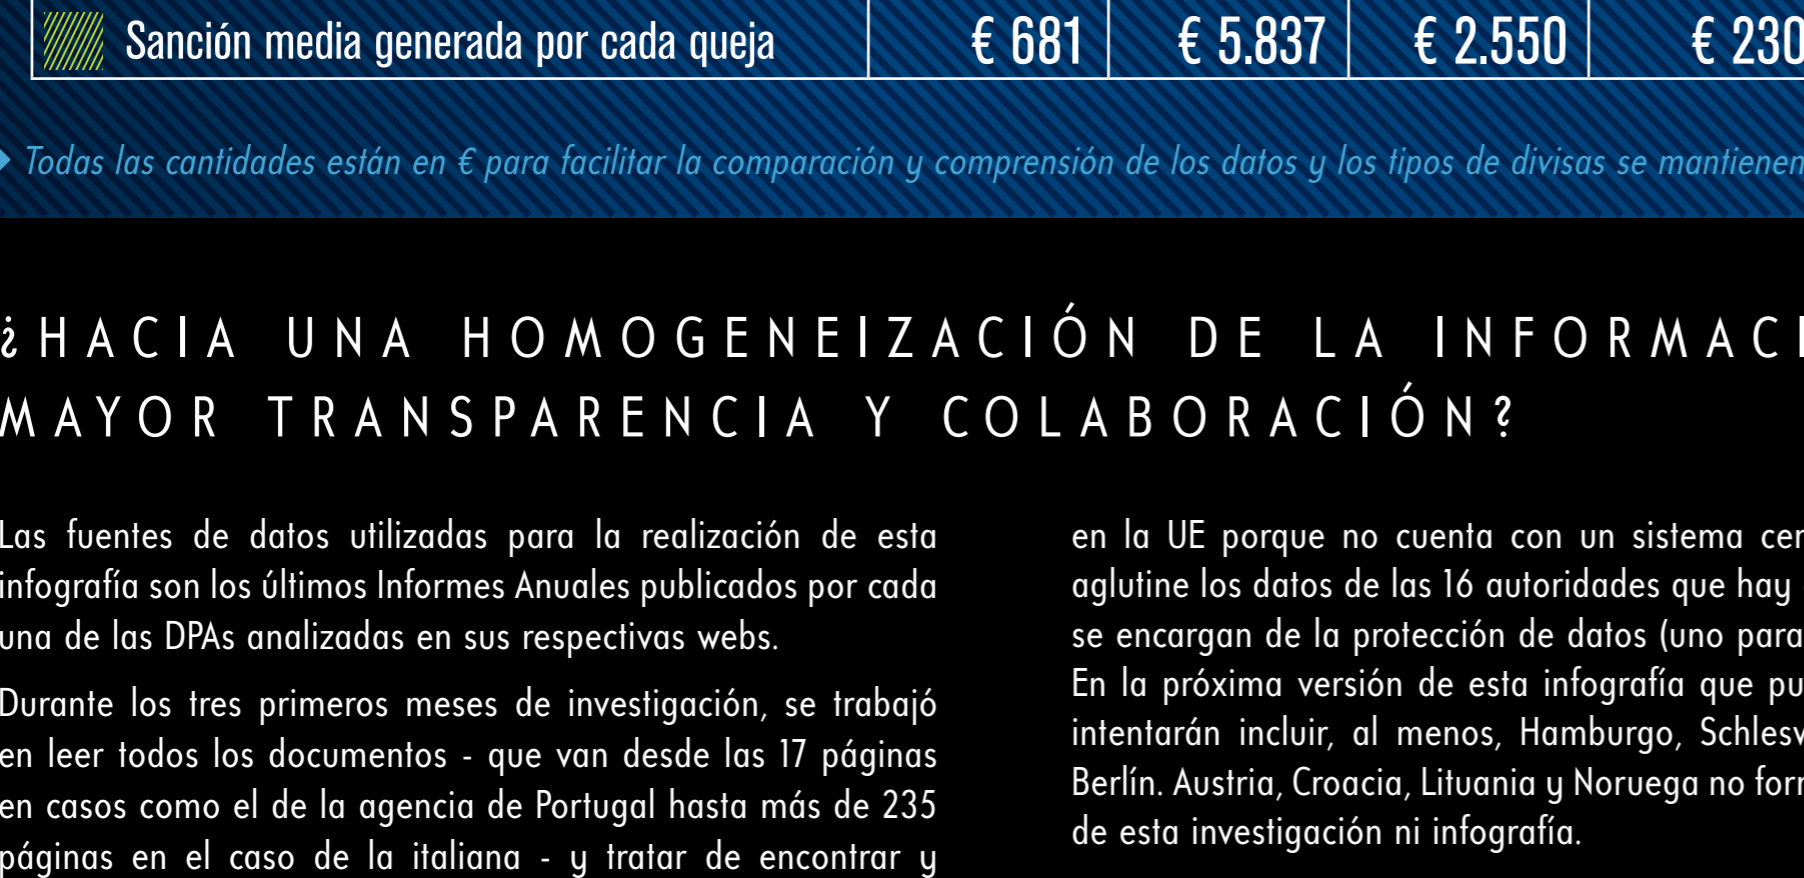 Sanción media generada por cada queja € 681 € 5.837 € 2.550 € 230
Todas las cantidades están en € para facilitar la comparación y comprensión de los datos y los tipos de divisas se mantienen
¿HACIA UNA HOMOGENEIZACIÓN DE LA INFORMACI
MAYOR TRANSPARENCIA Y COLABORACIÓN?
Las fuentes de datos utilizadas para la realización de esta
infografía son los últimos Informes Anuales publicados por cada
una de las DPAs analizadas en sus respectivas webs.
Durante los tres primeros meses de investigación, se trabajó
en leer todos los documentos - que van desde las 17 páginas
en casos como el de la agencia de Portugal hasta más de 235
páginas en el caso de la italiana - y tratar de encontrar y
en la UE porque no cuenta con un sistema cen
aglutine los datos de las 16 autoridades que hay
se encargan de la protección de datos (uno para
En la próxima versión de esta infografía que pu
intentarán incluir, al menos, Hamburgo, Schlesv
Berlín. Austria, Croacia, Lituania y Noruega no forn
de esta investigación ni infografía.